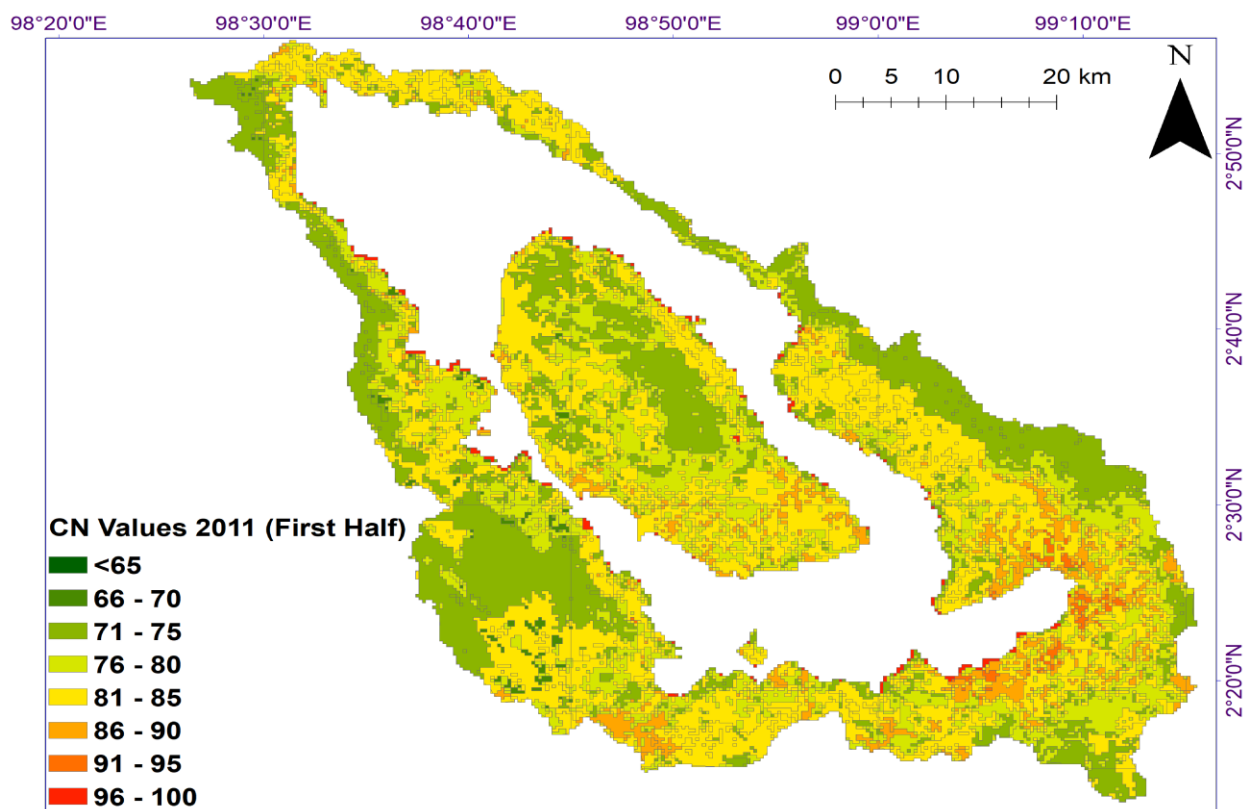 98°20'0"E 98°30'0"E 98°40'0"E 98°50'0"E 99°00'0"E 99°10'0"E
0 5 10 20 km
N
2°50'0"N
2°40'0"N
2°30'0"N
2°20'0"N
CN Values 2011 (First Half)
<65
66 - 70
71 - 75
76 - 80
81 - 85
86 - 90
91 - 95
96 - 100